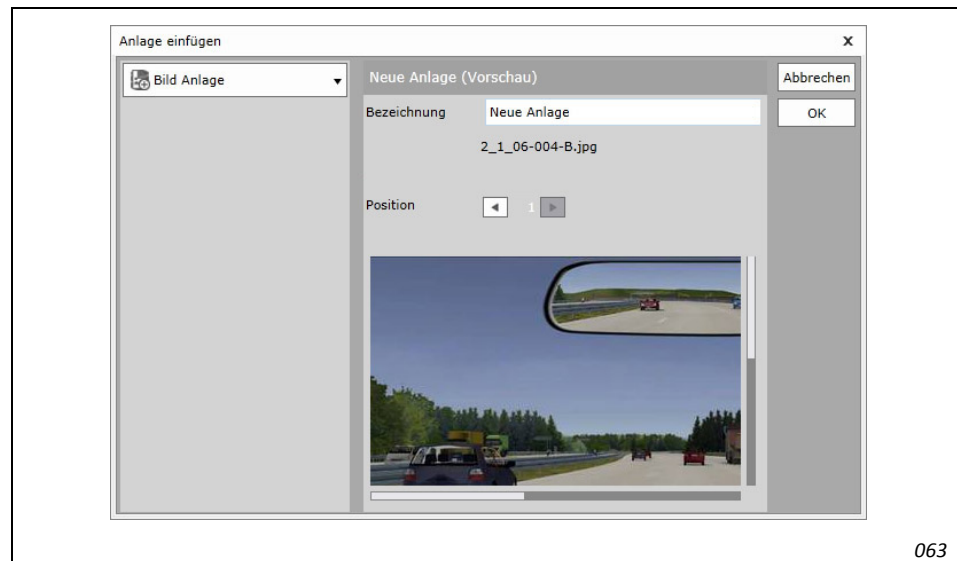 Anlage einfügen x
Bild Anlage
Neue Anlage (Vorschau)
Abbrechen
Bezeichnung Neue Anlage
OK
2_1_06-004-B.jpg
Position 1
063